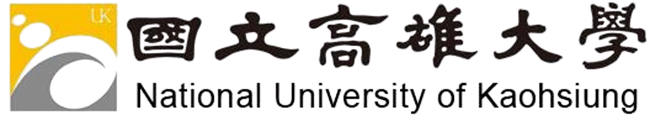 UK
國立高雄大學
National University of Kaohsiung